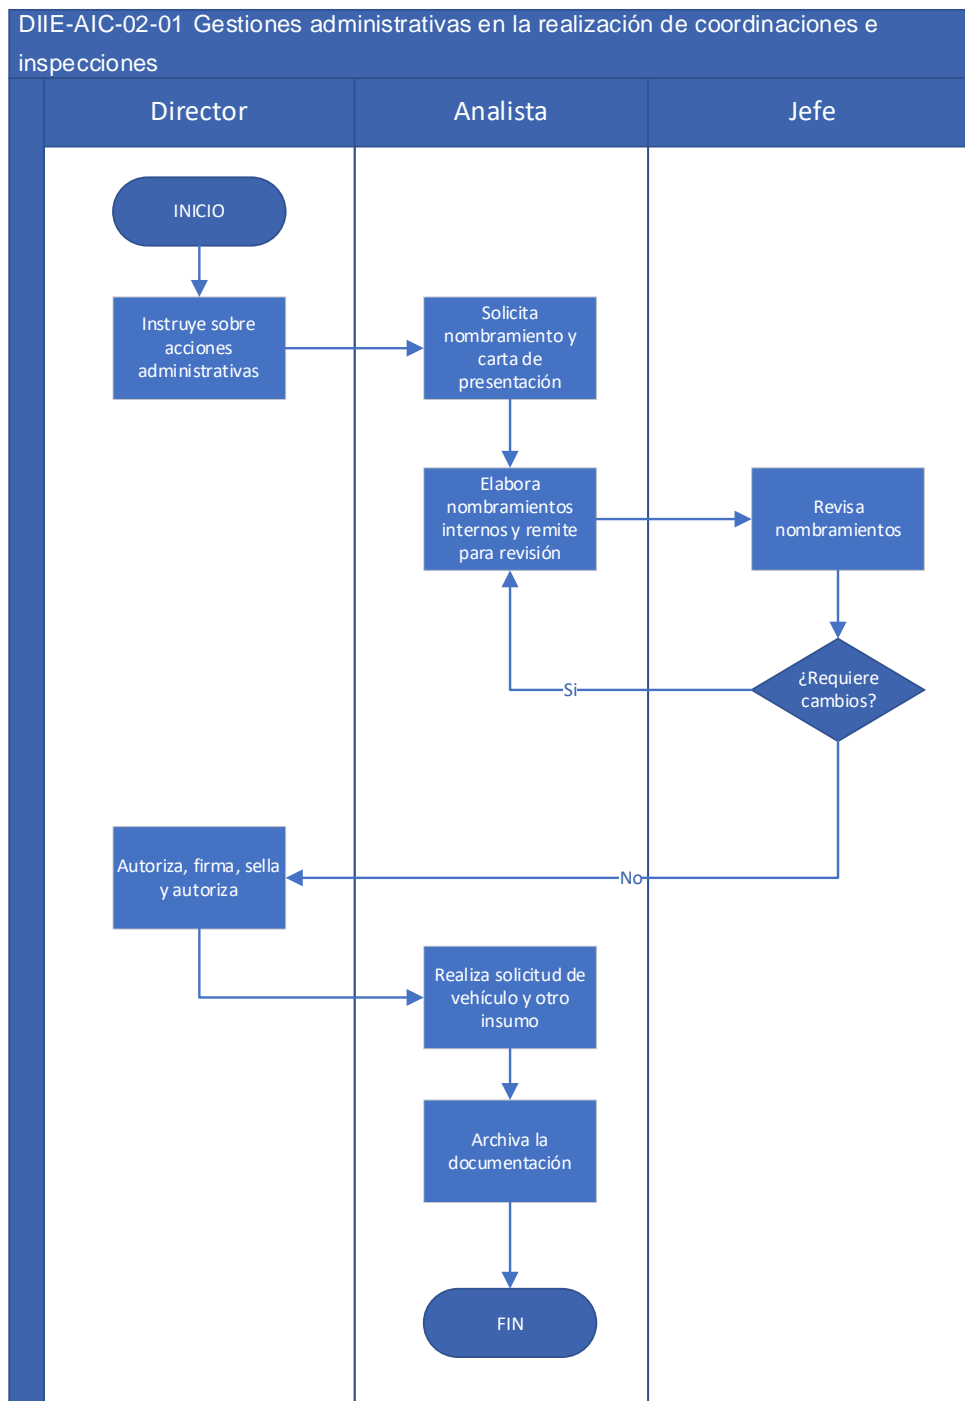 DIIE-AIC-02-01 Gestiones administrativas en la realización de coordinaciones e
inspecciones
Director
Analista
Jefe
INICIO
Instruye sobre
acciones
administrativas
Solicita
nombramiento y
carta de
presentación
Elabora
nombramientos
internos y remite
para revisión
Revisa
nombramientos
¿Requiere
cambios?
Si
No
Autoriza, firma, sella
y autoriza
Realiza solicitud de
vehículo y otro
insumo
Archiva la
documentación
FIN